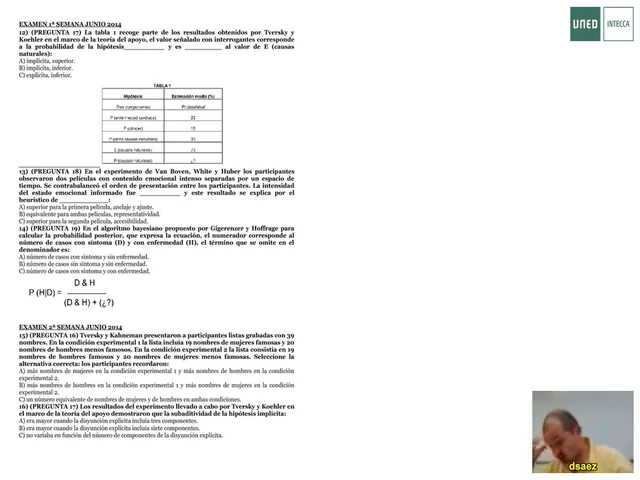 EXAMEN 1ª SEMANA JUNIO 2014
12) (PREGUNTA 17) La tabla 1 recoge parte de los resultados obtenidos por Tversky y
Koehler en el marco de la teoría del apoyo, el valor señalado con interrogantes corresponde
a la probabilidad de la hipótesis__________ y es _________ al valor de E (causas
naturales):
A) implícita, superior.
B) implícita, inferior.
C) explícita, inferior.
TABLA 1
Hipótesis Estimación media (%)
Tres componentes Probabilidad
P (enfermedad cardiaca) 22
P (cáncer) 18
P (otras causas naturales) 33
Σ (causas naturales) 73
P (causas naturales) ¿?
13) (PREGUNTA 18) En el experimento de Van Boven, White y Huber los participantes
observaron dos películas con contenido emocional intenso separadas por un espacio de
tiempo. Se contrabalanceó el orden de presentación entre los participantes. La intensidad
del estado emocional informado fue __________ y este resultado se explica por el
heurístico de ____________:
A) superior para la primera película, anclaje y ajuste.
B) equivalente para ambas películas, representatividad.
C) superior para la segunda película, accesibilidad.
14) (PREGUNTA 19) En el algoritmo bayesiano propuesto por Gigerenzer y Hoffrage para
calcular la probabilidad posterior, que expresa la ecuación, el numerador corresponde al
número de casos con síntoma (D) y con enfermedad (H), el término que se omite en el
denominador es:
A) número de casos con síntoma y sin enfermedad.
B) número de casos sin síntoma y sin enfermedad.
C) número de casos con síntoma y con enfermedad.
D & H
P (H|D) =
(D & H) + (¿?)
EXAMEN 2ª SEMANA JUNIO 2014
15) (PREGUNTA 16) Tversky y Kahneman presentaron a participantes listas grabadas con 39
nombres. En la condición experimental 1 la lista incluía 19 nombres de mujeres famosas y 20
nombres de hombres menos famosos. En la condición experimental 2 la lista consistía en 19
nombres de hombres famosos y 20 nombres de mujeres menos famosas. Seleccione la
alternativa correcta: los participantes recordaron:
A) más nombres de mujeres en la condición experimental 1 y más nombres de hombres en la condición
experimental 2.
B) más nombres de hombres en la condición experimental 1 y más nombres de mujeres en la condición
experimental 2.
C) un número equivalente de nombres de mujeres y de hombres en ambas condiciones.
16) (PREGUNTA 17) Los resultados del experimento llevado a cabo por Tversky y Koehler en
el marco de la teoría del apoyo demostraron que la subaditividad de la hipótesis implícita:
A) era mayor cuando la disyunción explícita incluía tres componentes.
B) era mayor cuando la disyunción explícita incluía siete componentes.
C) no variaba en función del número de componentes de la disyunción explícita.
UNED
INTECCA
dsaez